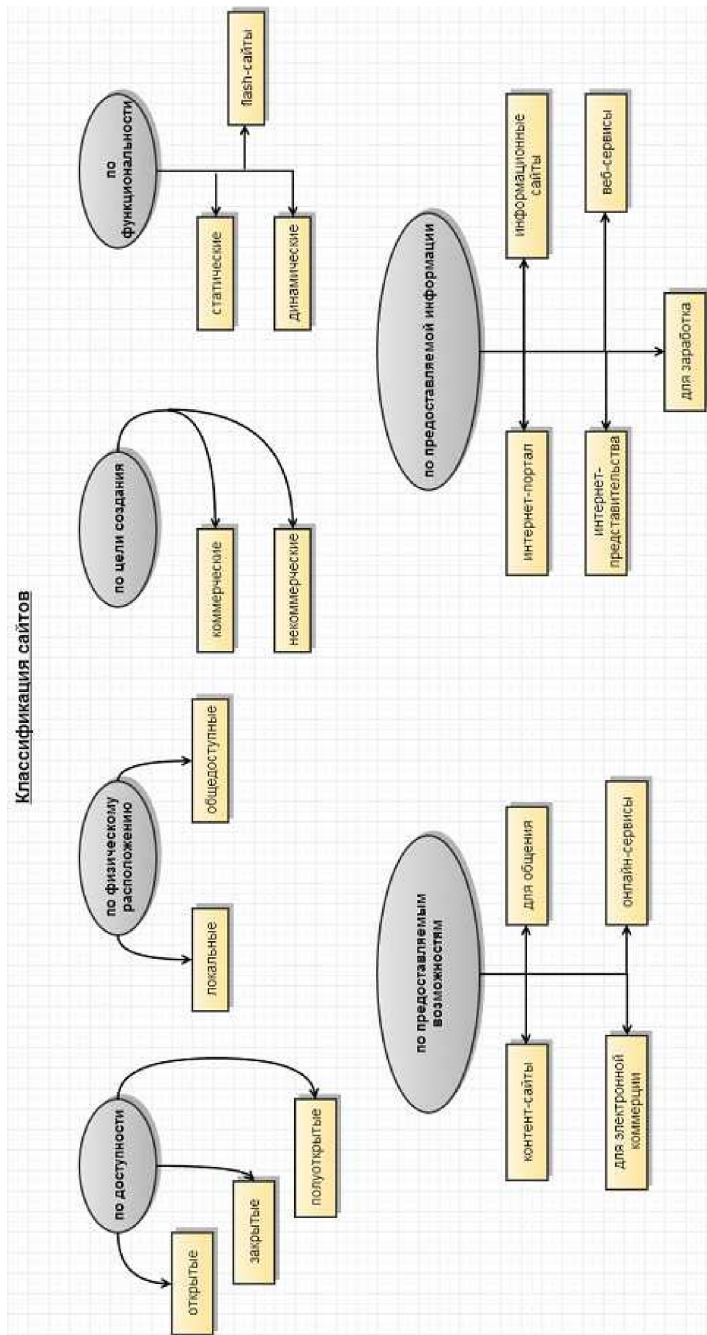 Классификация сайтов
по доступности
открытые
закрытые
полуоткрытые
по физическому
расположению
локальные
общедоступные
по цели создания
коммерческие
некоммерческие
по
функциональности
статические
динамические
flash-сайты
по предоставляемым
возможностям
контент-сайты
для общения
для электронной
коммерции
онлайн-сервисы
по предоставляемой информации
интернет-портал
информационные
сайты
интернет-
представительства
веб-сервисы
для заработка